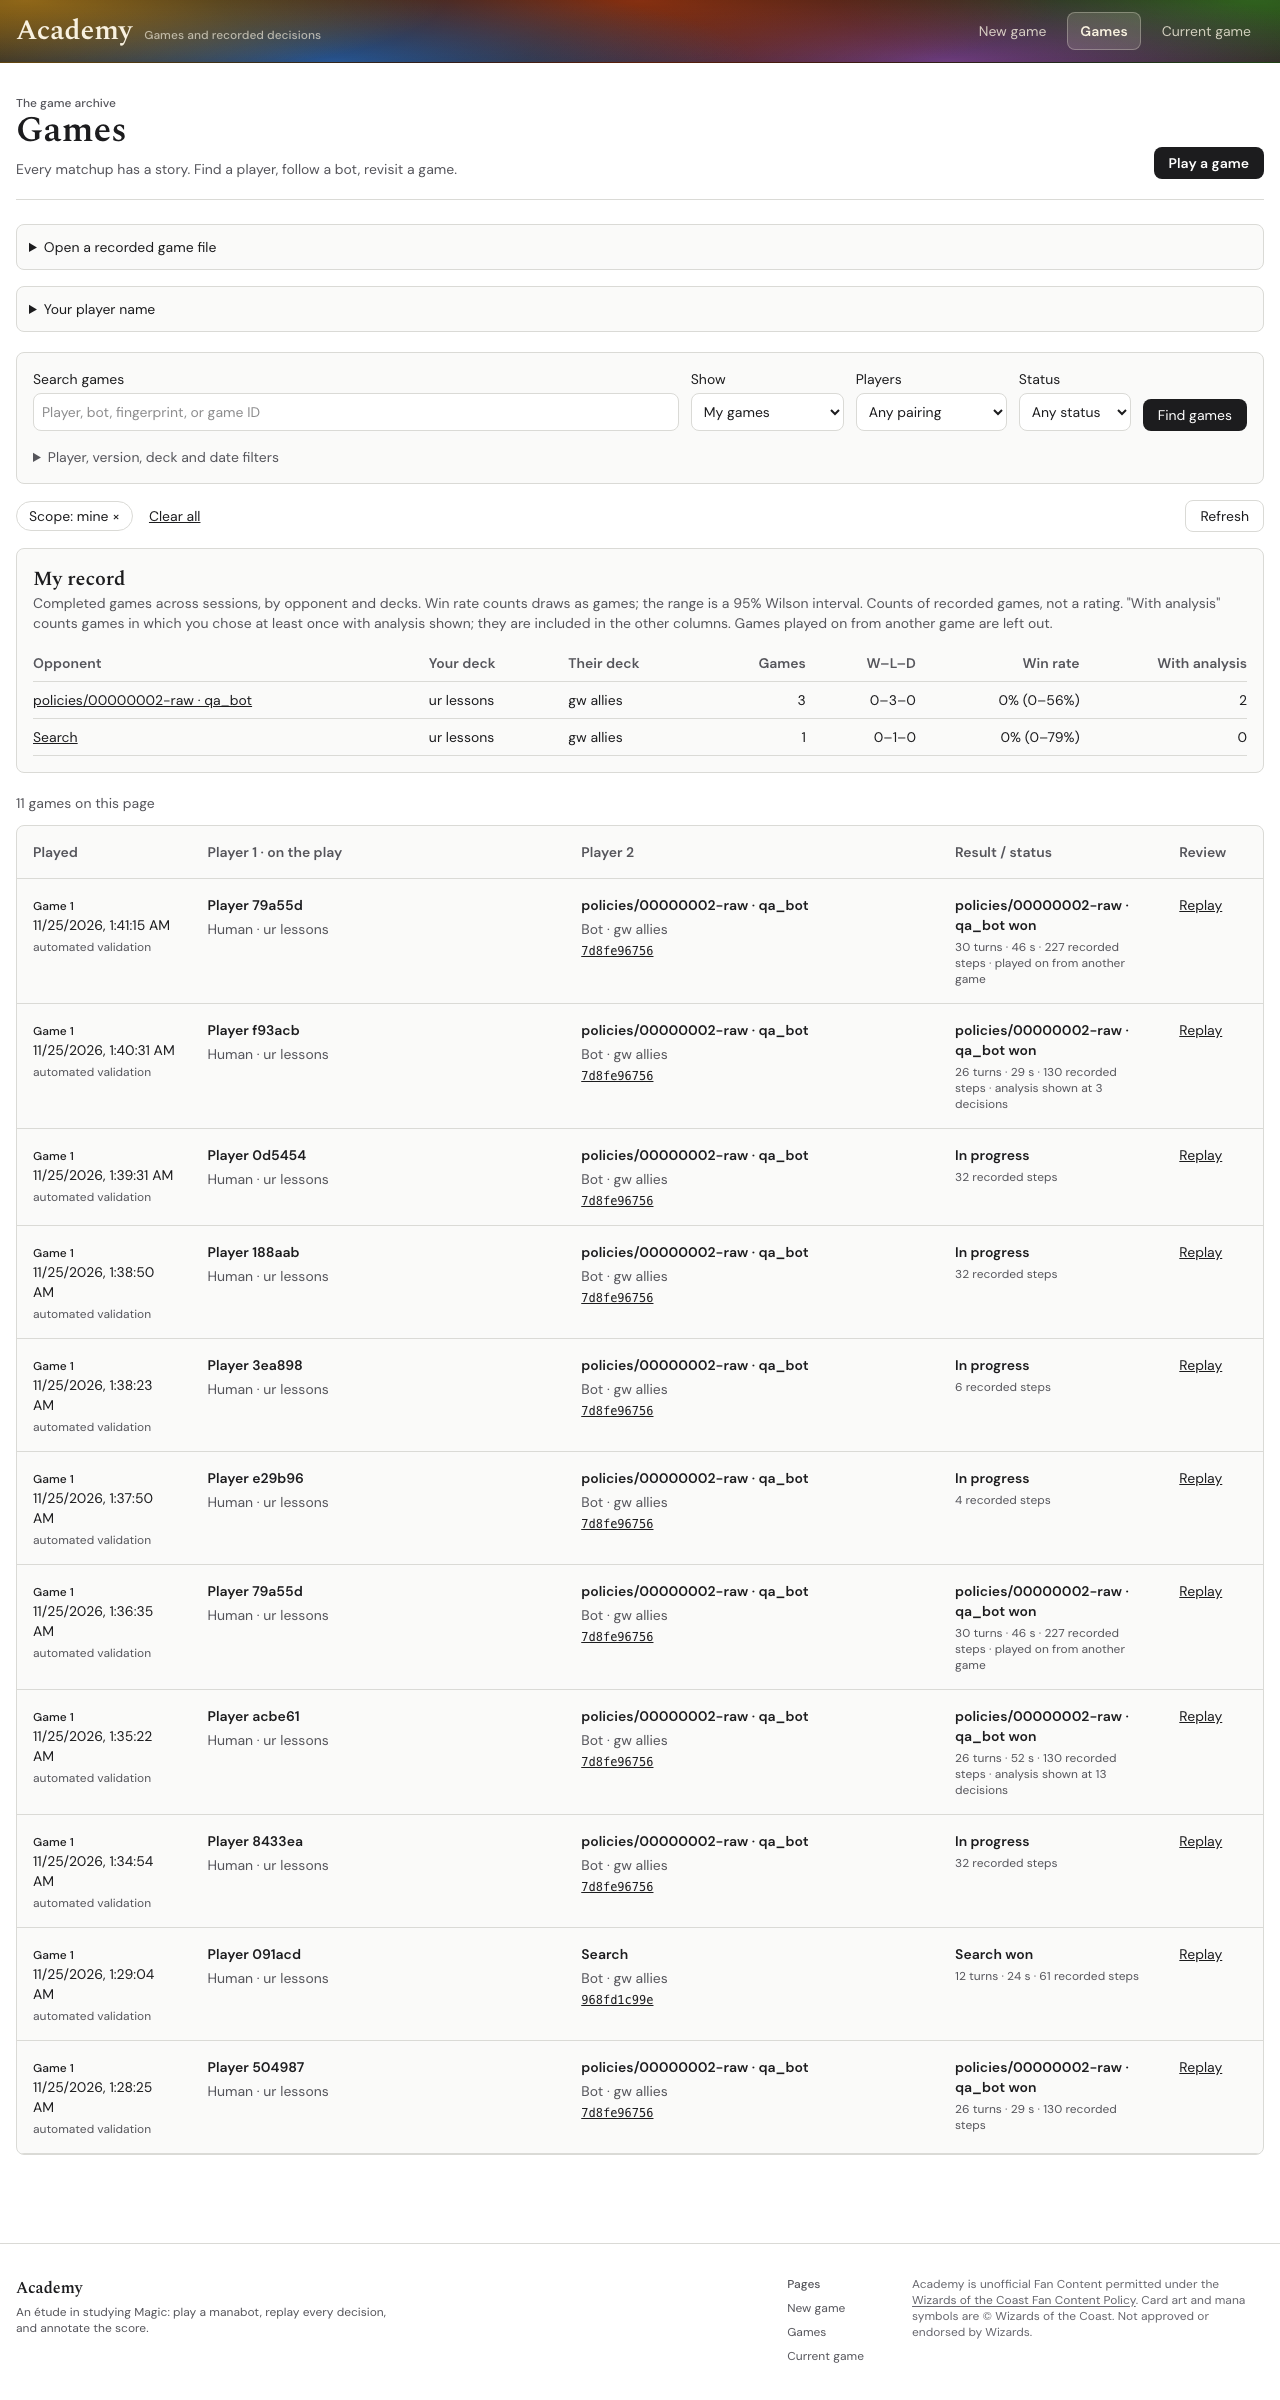 Academy Games and recorded decisions New game Games Current game
The game archive
Games
Every matchup has a story. Find a player, follow a bot, revisit a game.
Play a game
▶ Open a recorded game file
▶ Your player name
Search games Show Players Status
Player, bot, fingerprint, or game ID My games Any pairing Any status Find games
▶ Player, version, deck and date filters
Scope: mine × Clear all Refresh
My record
Completed games across sessions, by opponent and decks. Win rate counts draws as games; the range is a 95% Wilson interval. Counts of recorded games, not a rating. "With analysis"
counts games in which you chose at least once with analysis shown; they are included in the other columns. Games played on from another game are left out.
Opponent Your deck Their deck Games W–L–D Win rate With analysis
policies/00000002-raw · qa_bot ur lessons gw allies 3 0–3–0 0% (0–56%) 2
Search ur lessons gw allies 1 0–1–0 0% (0–79%) 0
11 games on this page
Played Player 1 · on the play Player 2 Result / status Review
Game 1 Player 79a55d policies/00000002-raw · qa_bot policies/00000002-raw · Replay
11/25/2026, 1:41:15 AM Human · ur lessons Bot · gw allies qa_bot won
automated validation 7d8fe96756 30 turns · 46 s · 227 recorded
steps · played on from another
game
Game 1 Player f93acb policies/00000002-raw · qa_bot policies/00000002-raw · Replay
11/25/2026, 1:40:31 AM Human · ur lessons Bot · gw allies qa_bot won
automated validation 7d8fe96756 26 turns · 29 s · 130 recorded
steps · analysis shown at 3
decisions
Game 1 Player 0d5454 policies/00000002-raw · qa_bot In progress Replay
11/25/2026, 1:39:31 AM Human · ur lessons Bot · gw allies 32 recorded steps
automated validation 7d8fe96756
Game 1 Player 188aab policies/00000002-raw · qa_bot In progress Replay
11/25/2026, 1:38:50 Human · ur lessons Bot · gw allies 32 recorded steps
AM 7d8fe96756
automated validation
Game 1 Player 3ea898 policies/00000002-raw · qa_bot In progress Replay
11/25/2026, 1:38:23 Human · ur lessons Bot · gw allies 6 recorded steps
AM 7d8fe96756
automated validation
Game 1 Player e29b96 policies/00000002-raw · qa_bot In progress Replay
11/25/2026, 1:37:50 Human · ur lessons Bot · gw allies 4 recorded steps
AM 7d8fe96756
automated validation
Game 1 Player 79a55d policies/00000002-raw · qa_bot policies/00000002-raw · Replay
11/25/2026, 1:36:35 Human · ur lessons Bot · gw allies qa_bot won
AM 7d8fe96756 30 turns · 46 s · 227 recorded
automated validation steps · played on from another
game
Game 1 Player acbe61 policies/00000002-raw · qa_bot policies/00000002-raw · Replay
11/25/2026, 1:35:22 Human · ur lessons Bot · gw allies qa_bot won
AM 7d8fe96756 26 turns · 52 s · 130 recorded
automated validation steps · analysis shown at 13
decisions
Game 1 Player 8433ea policies/00000002-raw · qa_bot In progress Replay
11/25/2026, 1:34:54 Human · ur lessons Bot · gw allies 32 recorded steps
AM 7d8fe96756
automated validation
Game 1 Player 091acd Search Search won Replay
11/25/2026, 1:29:04 Human · ur lessons Bot · gw allies 12 turns · 24 s · 61 recorded steps
AM 968fd1c99e
automated validation
Game 1 Player 504987 policies/00000002-raw · qa_bot policies/00000002-raw · Replay
11/25/2026, 1:28:25 Human · ur lessons Bot · gw allies qa_bot won
AM 7d8fe96756 26 turns · 29 s · 130 recorded
automated validation steps
Academy
An étude in studying Magic: play a manabot, replay every decision,
and annotate the score.
Pages
New game
Games
Current game
Academy is unofficial Fan Content permitted under the
Wizards of the Coast Fan Content Policy. Card art and mana
symbols are © Wizards of the Coast. Not approved or
endorsed by Wizards.